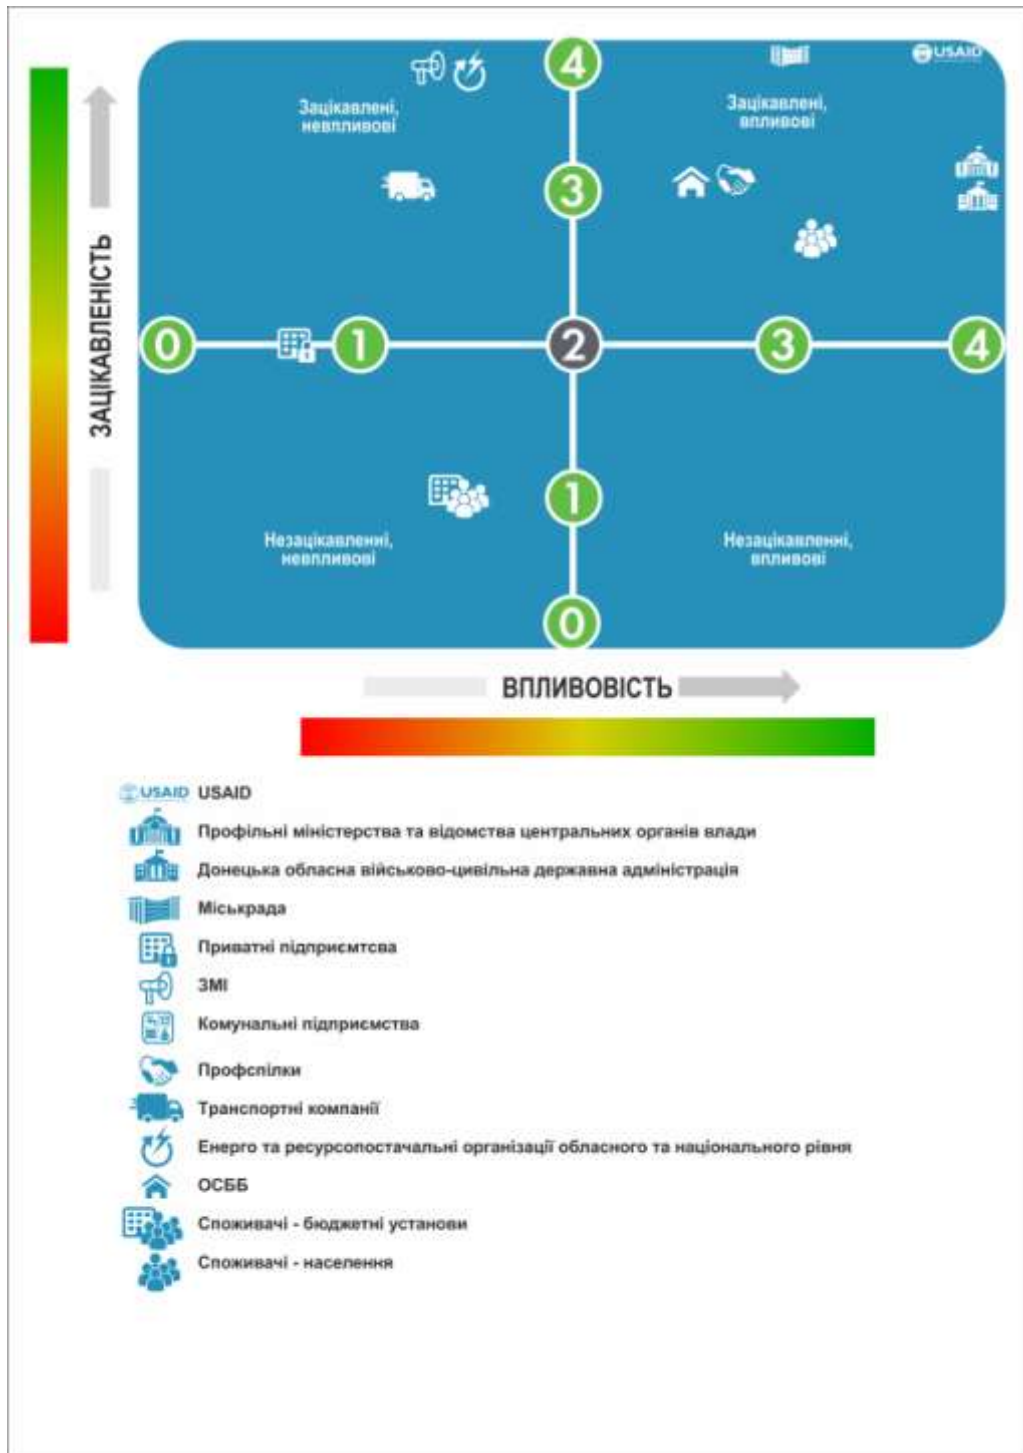 4
USAID
Зацікавлені,
невпливові
Зацікавлені,
впливові
3
ЗАЦІКАВЛЕНІСТЬ
0
1
2
3
4
1
Незацікавленні,
невпливові
Незацікавленні,
впливові
0
ВПЛИВОВІСТЬ
USAID USAID
Профільні міністерства та відомства центральних органів влади
Донецька обласна військово-цивільна державна адміністрація
Міськрада
Приватні підприємтсва
ЗМІ
Комунальні підприємства
Профспілки
Транспортні компанії
Енерго та ресурсопостачальні організації обласного та національного рівня
ОСББ
Споживачі - бюджетні установи
Споживачі - населення